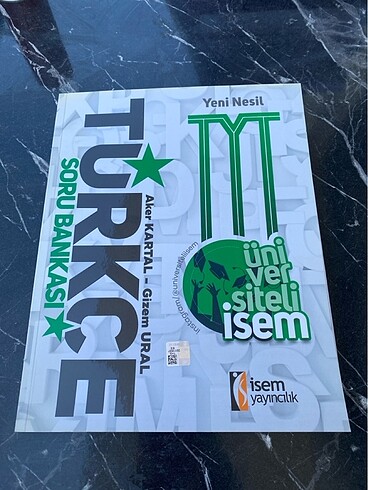 Yeni Nesil
TYT
TÜRKÇE
SORU BANKASI
Aker KARTAL - Gizem URAL
üni
ver
siteli
isem
isem
yayıncılık